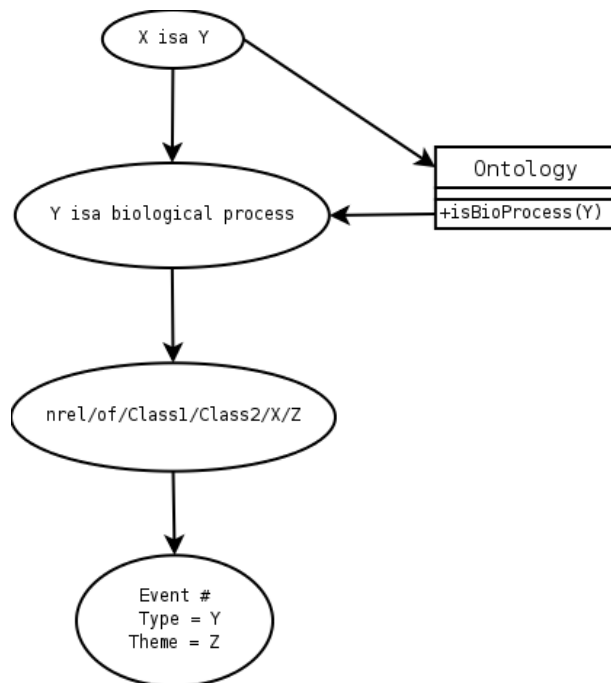 X isa Y
Ontology
+isBioProcess(Y)
Y isa biological process
nrel/of/Class1/Class2/X/Z
Event #
Type = Y
Theme = Z